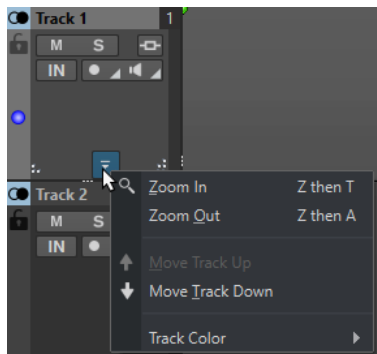 Track 1 1
M S
IN
Track 2
M S
IN
Zoom In Z then T
Zoom Out Z then A
Move Track Up
Move Track Down
Track Color